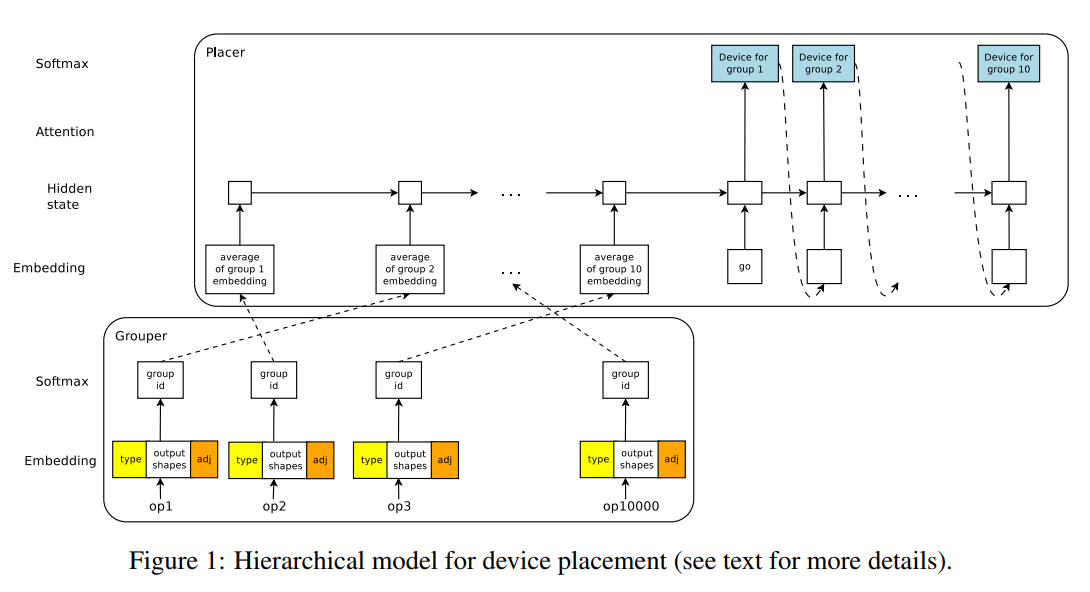 Placer
Softmax
Device for
group 1
Device for
group 2
Device for
group 10
Attention
Hidden
state
...
...
Embedding
average
of group 1
embedding
average
of group 2
embedding
...
average
of group 10
embedding
go
Grouper
Softmax
group
id
group
id
group
id
group
id
Embedding
type
output
shapes
adj
type
output
shapes
adj
type
output
shapes
adj
type
output
shapes
adj
op1
op2
op3
op10000
Figure 1: Hierarchical model for device placement (see text for more details).